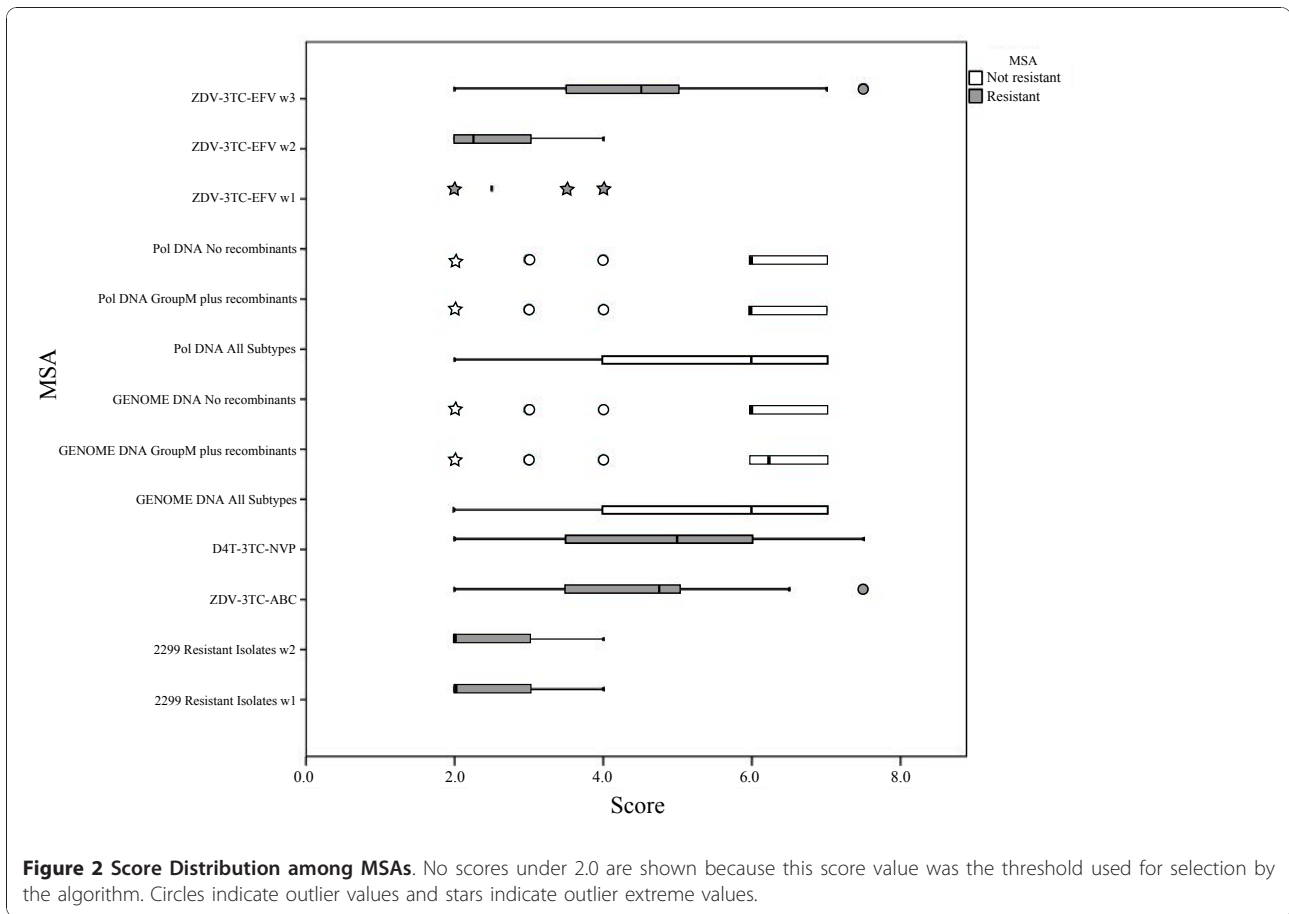 MSA
Not resistant
Resistant
ZDV-3TC-EFV w3
ZDV-3TC-EFV w2
ZDV-3TC-EFV w1
Pol DNA No recombinants
Pol DNA GroupM plus recombinants
Pol DNA All Subtypes
GENOME DNA No recombinants
GENOME DNA GroupM plus recombinants
GENOME DNA All Subtypes
D4T-3TC-NVP
ZDV-3TC-ABC
2299 Resistant Isolates w2
2299 Resistant Isolates w1
MSA
0.0 2.0 4.0 6.0 8.0
Score
Figure 2 Score Distribution among MSAs. No scores under 2.0 are shown because this score value was the threshold used for selection by
the algorithm. Circles indicate outlier values and stars indicate outlier extreme values.